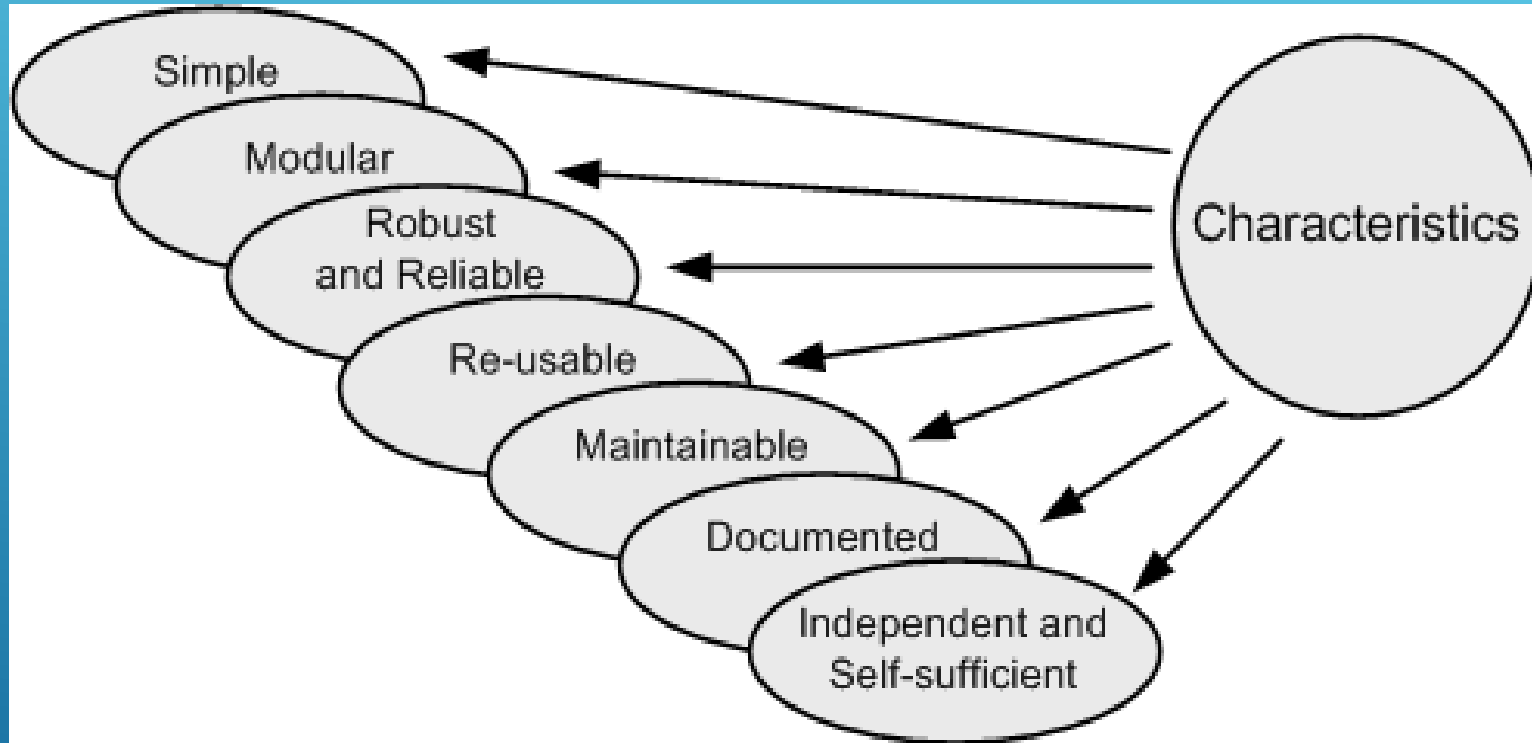 Simple
Modular
Robust
and Reliable
Re-usable
Maintainable
Documented
Independent and
Self-sufficient
Characteristics